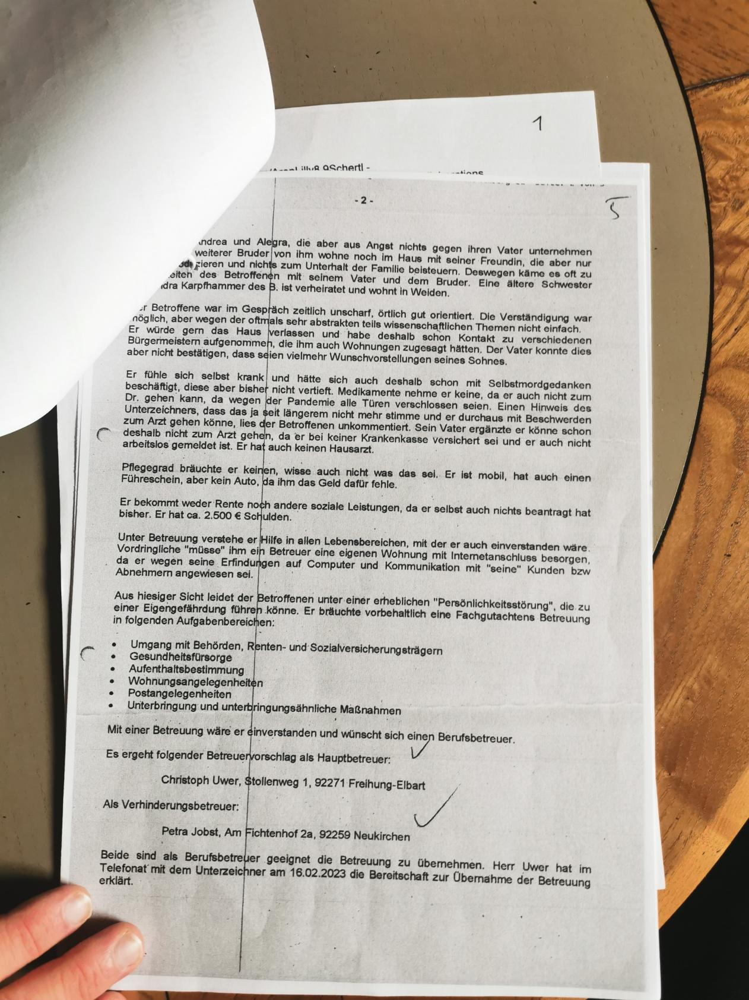 1
- 2 -
5
Andrea und Alegra, die aber aus Angst nichts gegen ihren Vater unternehmen
weiterer Bruder von ihm wohne noch im Haus mit seiner Freundin, die aber nur
zieren und nichts zum Unterhalt der Familie beisteuern. Deswegen käme es oft zu
eiten des Betroffenen mit seinem Vater und dem Bruder. Eine ältere Schwester
dra Karpfhammer des B. ist verheiratet und wohnt in Weiden.
er Betroffene war im Gespräch zeitlich unscharf, örtlich gut orientiert. Die Verständigung war
möglich, aber wegen der oftmals sehr abstrakten teils wissenschaftlichen Themen nicht einfach.
Er würde gern das Haus verlassen und habe deshalb schon Kontakt zu verschiedenen
Bürgermeistern aufgenommen, die ihm auch Wohnungen zugesagt hätten. Der Vater konnte dies
aber nicht bestätigen, dass seien vielmehr Wunschvorstellungen seines Sohnes.
Er fühle sich selbst krank und hätte sich auch deshalb schon mit Selbstmordgedanken
beschäftigt, diese aber bisher nicht vertieft. Medikamente nehme er keine, da er auch nicht zum
Dr. gehen kann, da wegen der Pandemie alle Türen verschlossen seien. Einen Hinweis des
Unterzeichners, dass das ja seit längerem nicht mehr stimme und er durchaus mit Beschwerden
zum Arzt gehen könne, lies der Betroffenen unkommentiert. Sein Vater ergänzte er könne schon
deshalb nicht zum Arzt gehen, da er bei keiner Krankenkasse versichert sei und er auch nicht
arbeitslos gemeldet ist. Er hat auch keinen Hausarzt.
Pflegegrad bräuchte er keinen, wisse auch nicht was das sei. Er ist mobil, hat auch einen
Führeschein, aber kein Auto, da ihm das Geld dafür fehle.
Er bekommt weder Rente noch andere soziale Leistungen, da er selbst auch nichts beantragt hat
bisher. Er hat ca. 2.500 € Schulden.
Unter Betreuung verstehe er Hilfe in allen Lebensbereichen, mit der er auch einverstanden wäre.
Vordringliche "müsse" ihm ein Betreuer eine eigenen Wohnung mit Internetanschluss besorgen,
da er wegen seine Erfindungen auf Computer und Kommunikation mit "seine" Kunden bzw
Abnehmern angewiesen sei.
Aus hiesiger Sicht leidet der Betroffenen unter einer erheblichen "Persönlichkeitsstörung", die zu
einer Eigengefährdung führen könne. Er bräuchte vorbehaltlich eine Fachgutachtens Betreuung
in folgenden Aufgabenbereichen:
• Umgang mit Behörden, Renten- und Sozialversicherungsträgern
• Gesundheitsfürsorge
• Aufenthaltsbestimmung
• Wohnungsangelegenheiten
• Postangelegenheiten
• Unterbringung und unterbringungsähnliche Maßnahmen
Mit einer Betreuung wäre er einverstanden und wünscht sich einen Berufsbetreuer.
Es ergeht folgender Betreuervorschlag als Hauptbetreuer:
Christoph Uwer, Stollenweg 1, 92271 Freihung-Elbart
Als Verhinderungsbetreuer:
Petra Jobst, Am Fichtenhof 2a, 92259 Neukirchen
Beide sind als Berufsbetreuer geeignet die Betreuung zu übernehmen. Herr Uwer hat im
Telefonat mit dem Unterzeichner am 16.02.2023 die Bereitschaft zur Übernahme der Betreuung
erklärt.